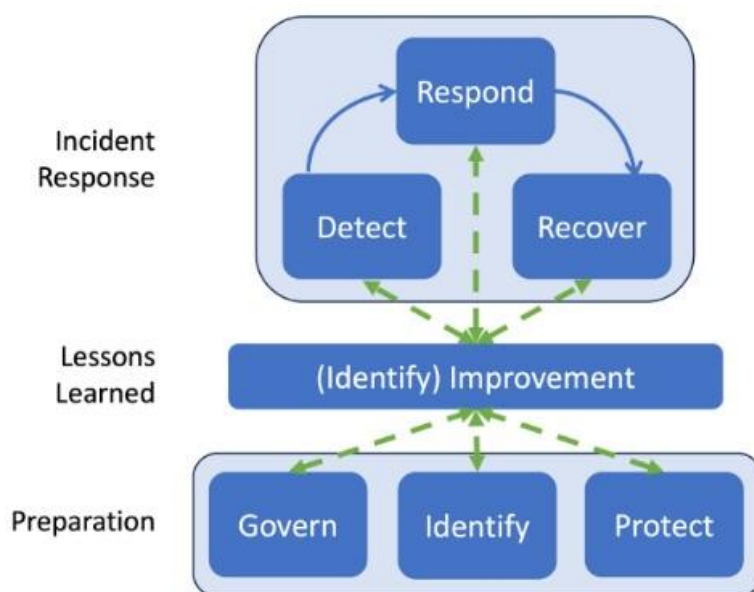 Incident
Response
Respond
Detect
Recover
Lessons
Learned
(Identify) Improvement
Preparation
Govern
Identify
Protect